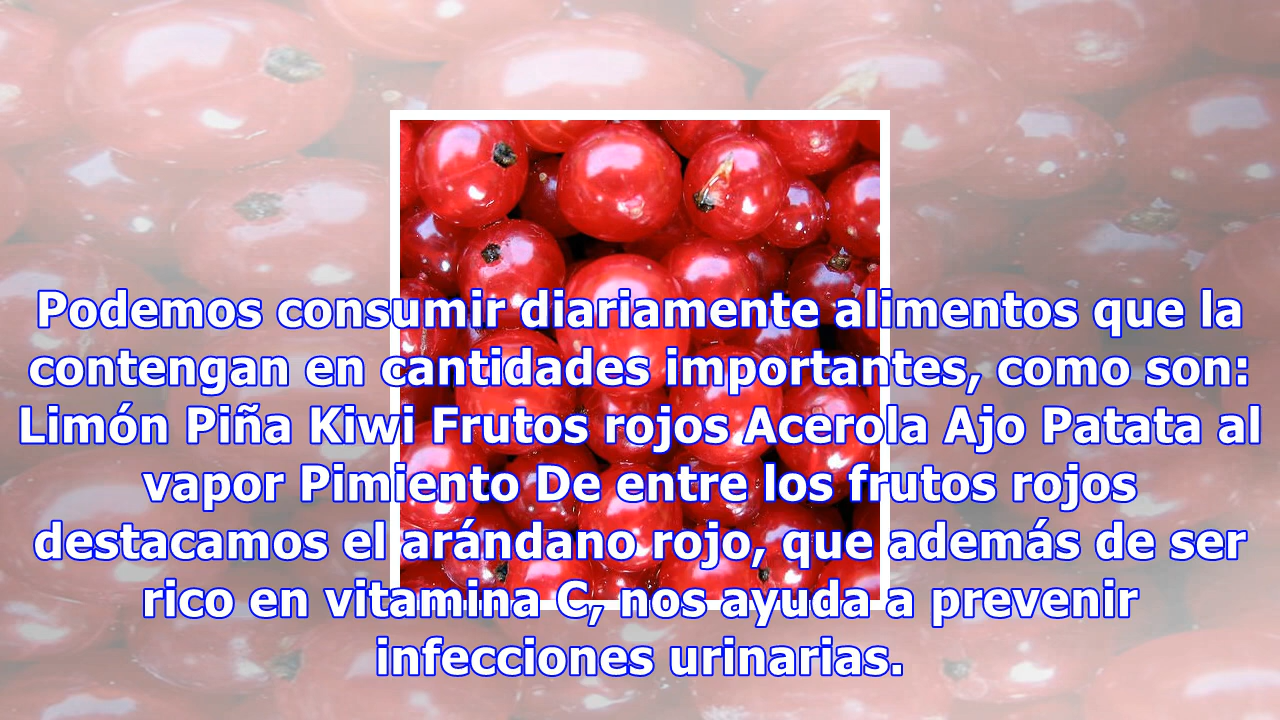 Podemos consumir diariamente alimentos que la
contengan en cantidades importantes, como son:
Limón Piña Kiwi Frutos rojos Acerola Ajo Patata al
vapor Pimiento De entre los frutos rojos
destacamos el arándano rojo, que además de ser
rico en vitamina C, nos ayuda a prevenir
infecciones urinarias.